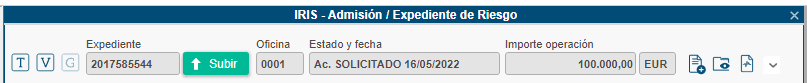 IRIS - Admisión / Expediente de Riesgo
Expediente Oficina Estado y fecha Importe operación
T V G 2017585544 Subir 0001 Ac. SOLICITADO 16/05/2022 100.000,00 EUR